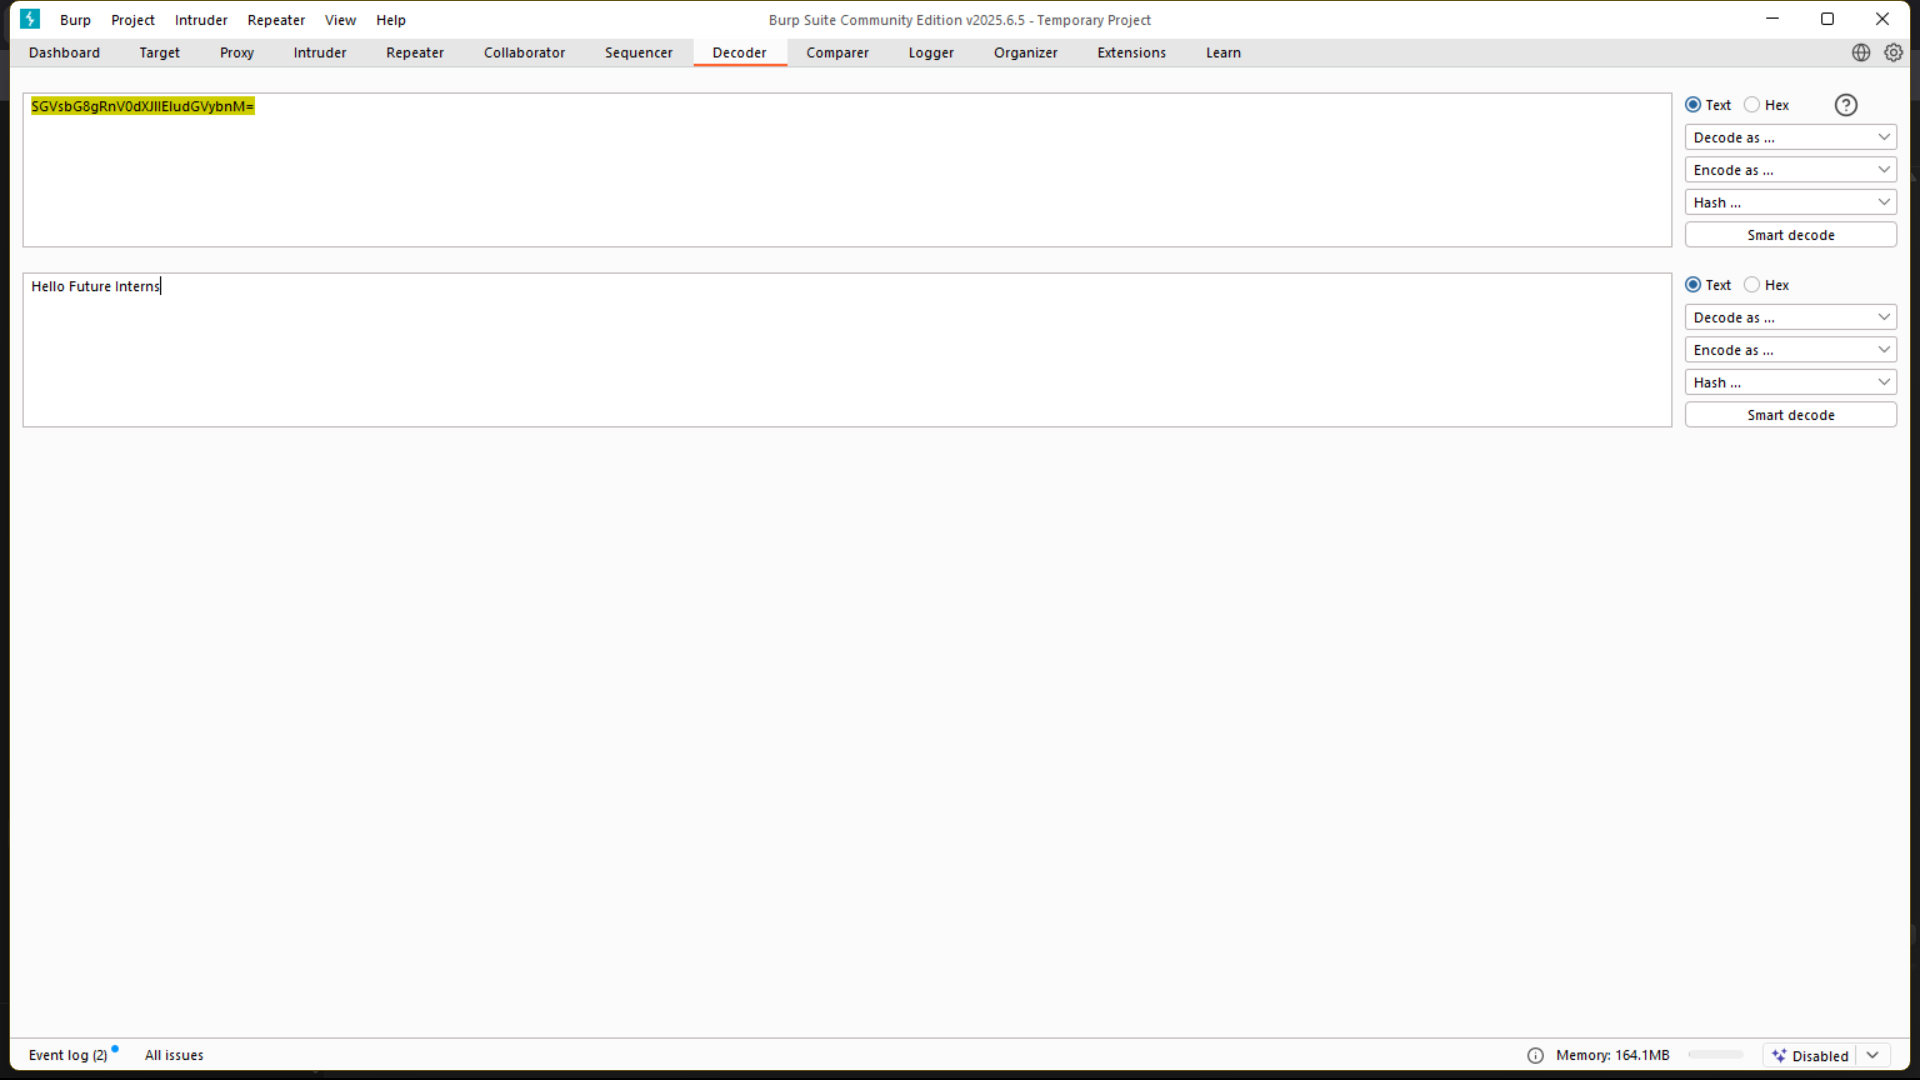 Burp Project Intruder Repeater View Help
Burp Suite Community Edition v2025.6.5 - Temporary Project
Dashboard Target Proxy Intruder Repeater Collaborator Sequencer Decoder Comparer Logger Organizer Extensions Learn
SGVsbG8gRnV0dXJlIEludGVybnM=
Text Hex ?
Decode as ...
Encode as ...
Hash ...
Smart decode
Hello Future Interns
Text Hex
Decode as ...
Encode as ...
Hash ...
Smart decode
Event log (2) All issues
Memory: 164.1MB
Disabled